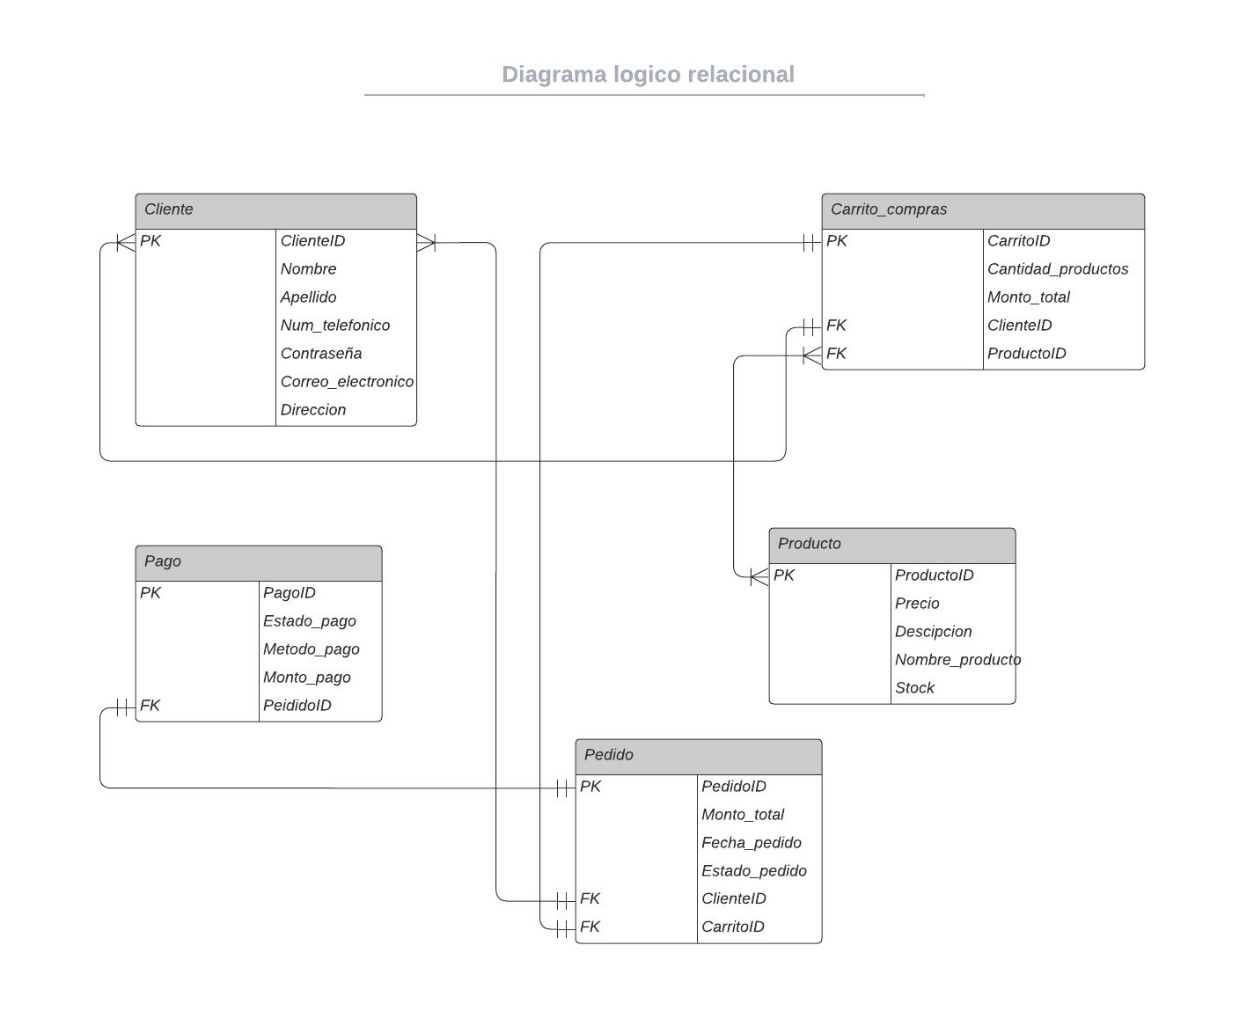 Diagrama logico relacional
Cliente
PK ClienteID
Nombre
Apellido
Num_telefonico
Contraseña
Correo_electronico
Direccion
Carrito_compras
PK CarritoID
Cantidad_productos
Monto_total
FK ClienteID
FK ProductoID
Pago
PK PagoID
Estado_pago
Metodo_pago
Monto_pago
FK PeididoID
Producto
PK ProductoID
Precio
Descipcion
Nombre_producto
Stock
Pedido
PK PedidoID
Monto_total
Fecha_pedido
Estado_pedido
FK ClienteID
FK CarritoID